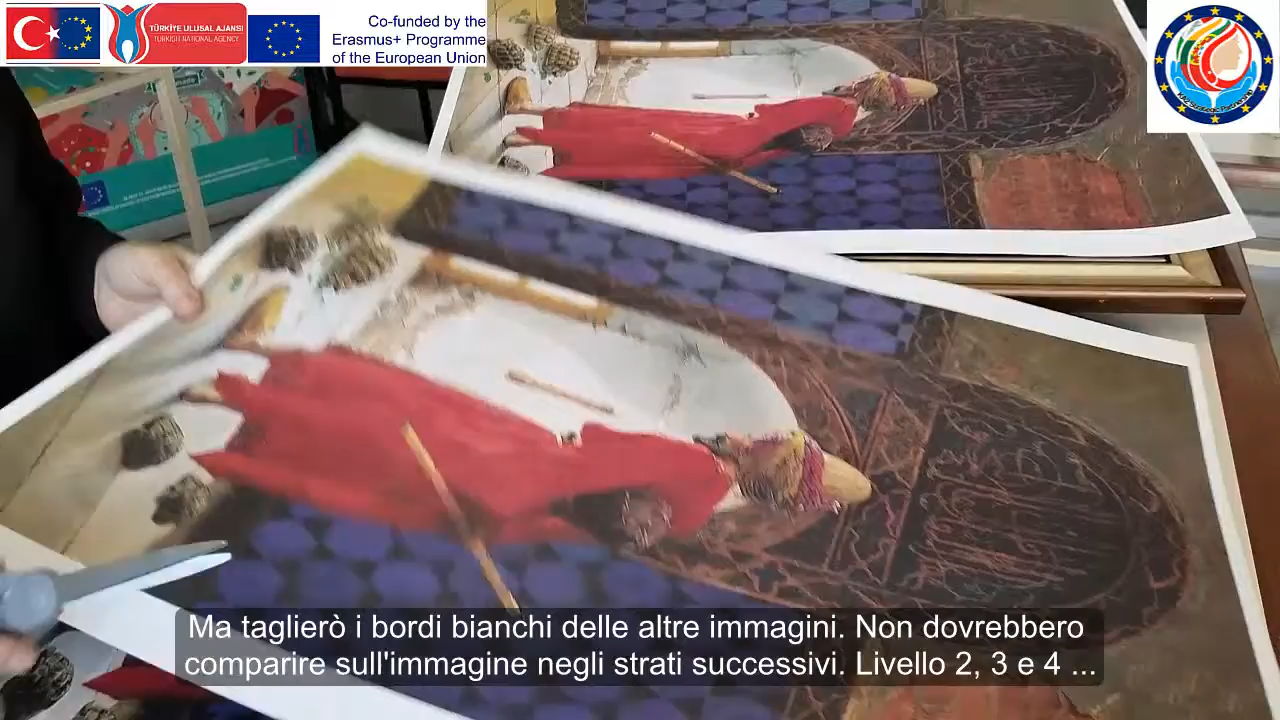 TÜRKİYE ULUSAL AJANSI
TURKISH NATIONAL AGENCY
Co-funded by the
Erasmus+ Programme
of the European Union
Ma taglierò i bordi bianchi delle altre immagini. Non dovrebbero
comparire sull'immagine negli strati successivi. Livello 2, 3 e 4 ...